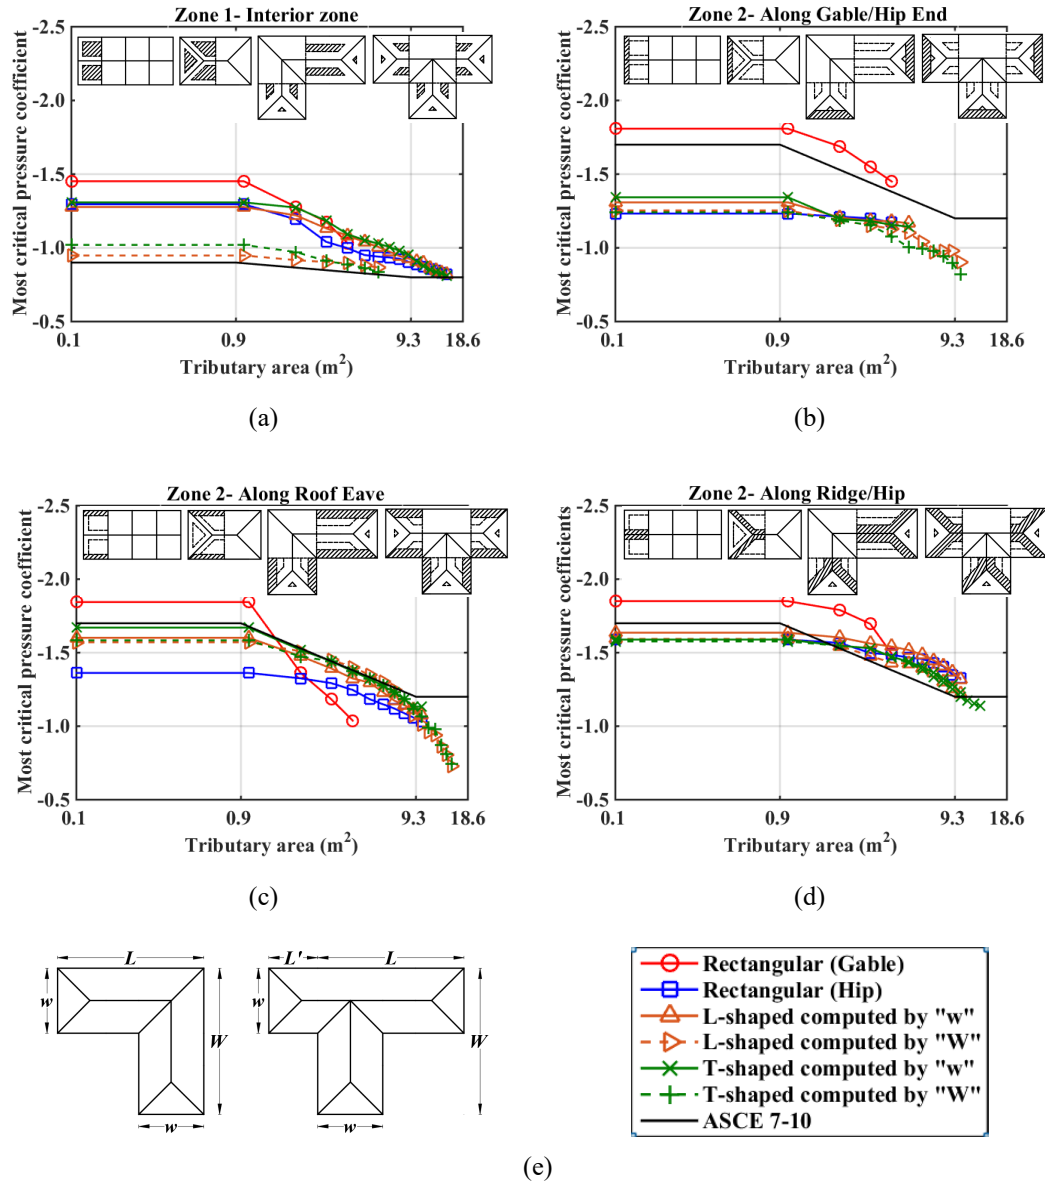 Zone 1- Interior zone
Most critical pressure coefficient
-2.5
-2.0
-1.5
-1.0
-0.5
0.1
0.9
9.3
18.6
Tributary area (m²)
(a)
Zone 2- Along Gable/Hip End
Most critical pressure coefficient
-2.5
-2.0
-1.5
-1.0
-0.5
0.1
0.9
9.3
18.6
Tributary area (m²)
(b)
Zone 2- Along Roof Eave
Most critical pressure coefficient
-2.5
-2.0
-1.5
-1.0
-0.5
0.1
0.9
9.3
18.6
Tributary area (m²)
(c)
Zone 2- Along Ridge/Hip
Most critical pressure coefficients
-2.5
-2.0
-1.5
-1.0
-0.5
0.1
0.9
9.3
18.6
Tributary area (m²)
(d)
L
w
W
w
L'
L
w
W
w
Rectangular (Gable)
Rectangular (Hip)
L-shaped computed by "w"
L-shaped computed by "W"
T-shaped computed by "w"
T-shaped computed by "W"
ASCE 7-10
(e)